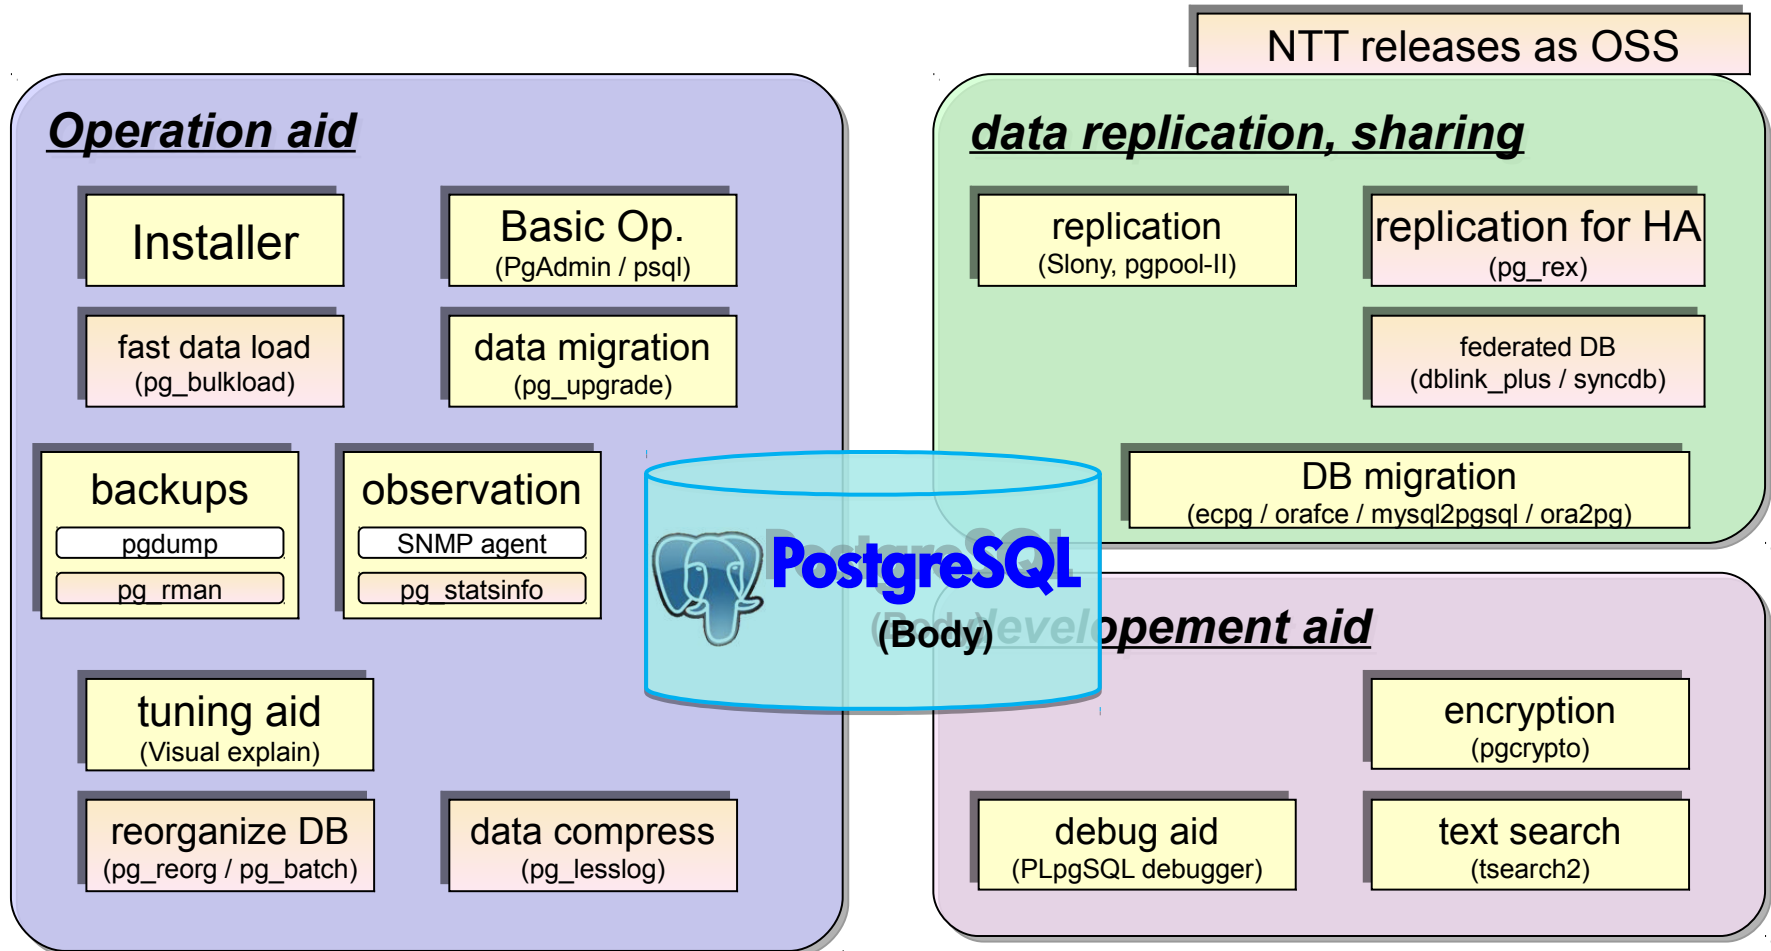 NTT releases as OSS
Operation aid
Installer
Basic Op.
(PgAdmin / psql)
fast data load
(pg_bulkload)
data migration
(pg_upgrade)
backups
pgdump
pg_rman
observation
SNMP agent
pg_statsinfo
tuning aid
(Visual explain)
reorganize DB
(pg_reorg / pg_batch)
data compress
(pg_lesslog)
data replication, sharing
replication
(Slony, pgpool-II)
replication for HA
(pg_rex)
federated DB
(dblink_plus / syncdb)
DB migration
(ecpg / orafce / mysql2pgsql / ora2pg)
PostgreSQL
(Body)
developement aid
encryption
(pgcrypto)
debug aid
(PLpgSQL debugger)
text search
(tsearch2)